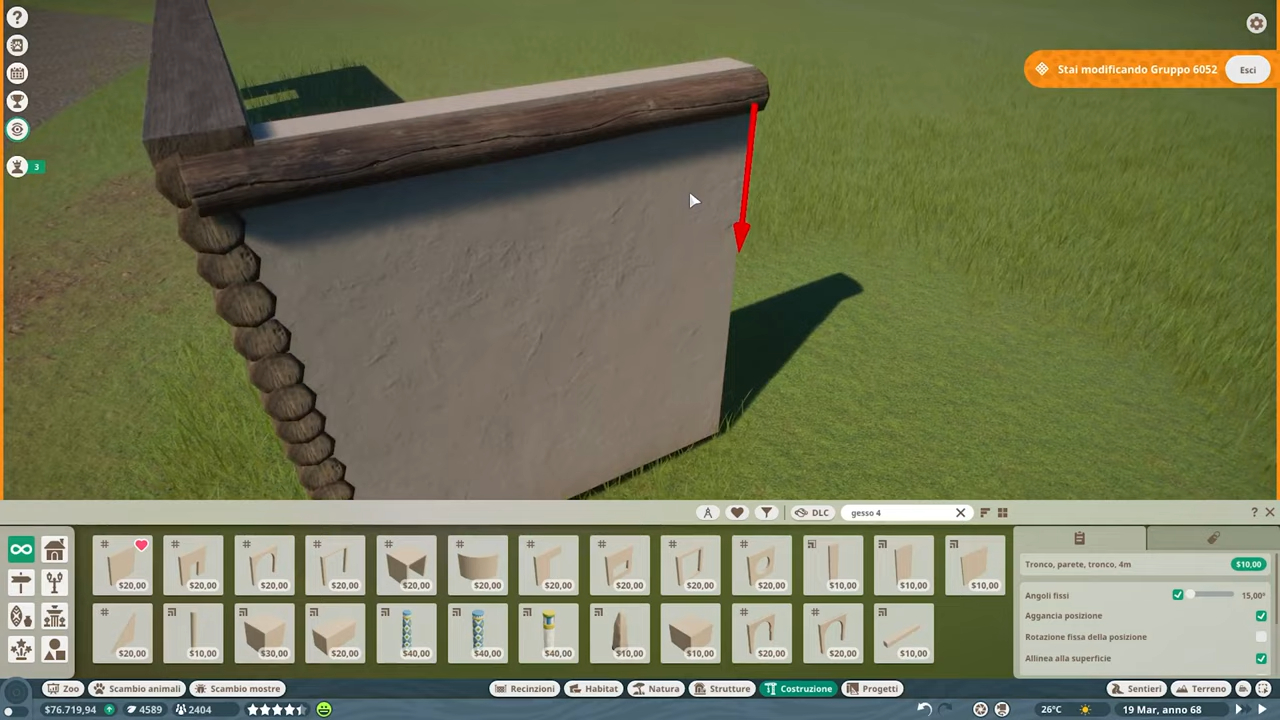 ?
Stai modificando Gruppo 6052
Esci
3
DLC
gesso 4
?
$20,00 $20,00 $20,00 $20,00 $20,00 $20,00 $20,00 $20,00 $20,00 $20,00 $10,00 $10,00 $10,00
$20,00 $10,00 $30,00 $20,00 $40,00 $40,00 $40,00 $10,00 $10,00 $20,00 $20,00 $10,00
Tronco, parete, tronco, 4m $10,00
Angoli fissi 15,00°
Aggancia posizione
Rotazione fissa della posizione
Allinea alla superficie
Zoo Scambio animali Scambio mostre Recinzioni Habitat Natura Strutture Costruzione Progetti Sentieri Terreno
$76.719,94 4589 2404 26°C 19 Mar, anno 68